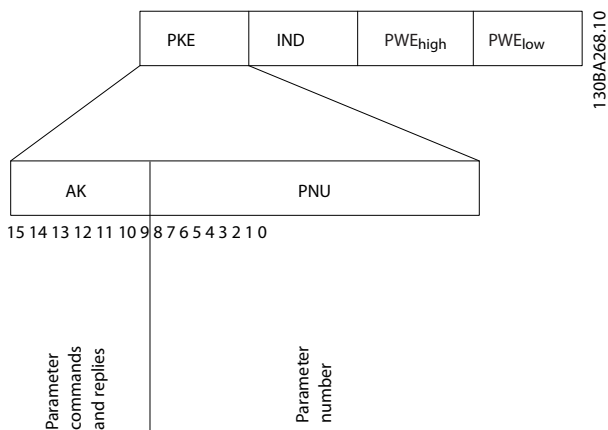 PKE IND PWEhigh PWElow
130BA268.10
AK PNU
15 14 13 12 11 10 9 8 7 6 5 4 3 2 1 0
Parameter
commands
and replies
Parameter
number